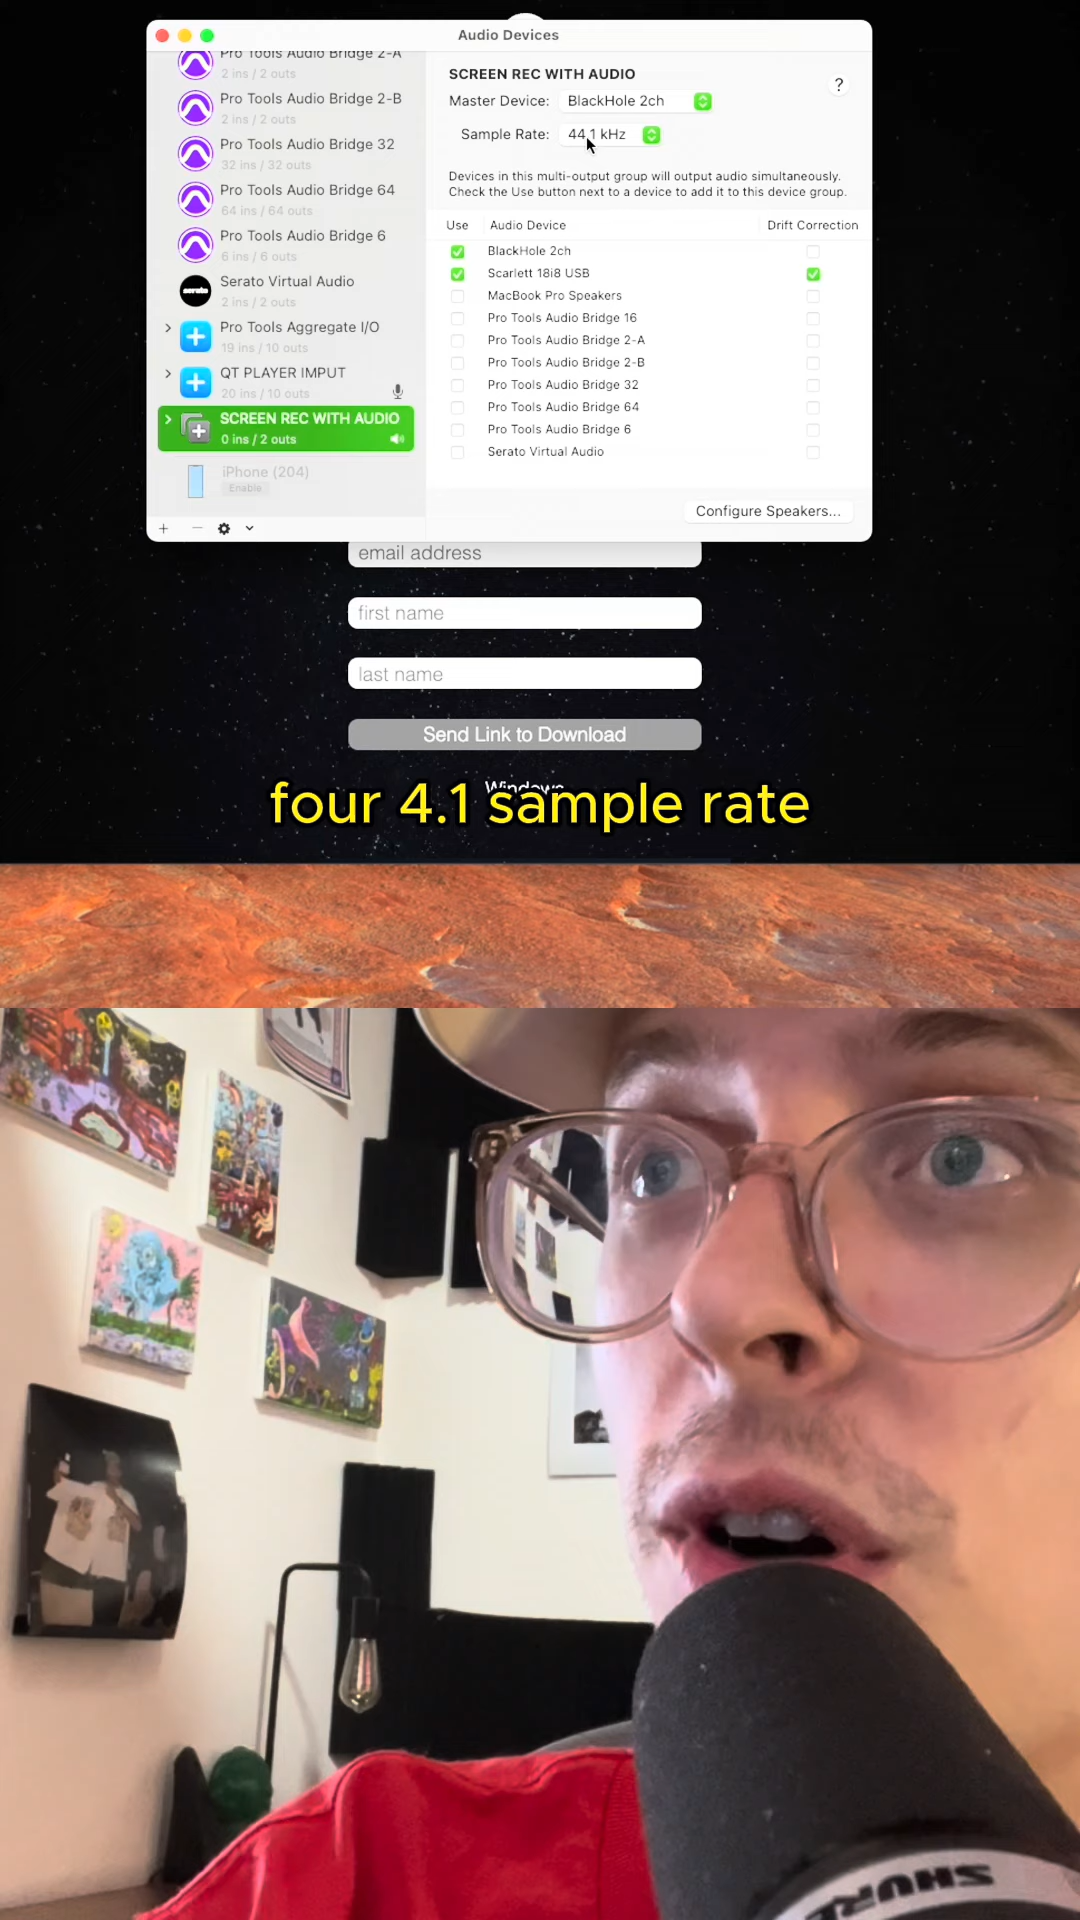 Audio Devices
Pro Tools Audio Bridge 2-A
2 ins / 2 outs
Pro Tools Audio Bridge 2-B
2 ins / 2 outs
Pro Tools Audio Bridge 32
32 ins / 32 outs
Pro Tools Audio Bridge 64
64 ins / 64 outs
Pro Tools Audio Bridge 6
6 ins / 6 outs
serato
Serato Virtual Audio
2 ins / 2 outs
Pro Tools Aggregate I/O
19 ins / 10 outs
QT PLAYER IMPUT
20 ins / 10 outs
SCREEN REC WITH AUDIO
0 ins / 2 outs
iPhone (204)
Enable
SCREEN REC WITH AUDIO
?
Master Device: BlackHole 2ch
Sample Rate: 44.1 kHz
Devices in this multi-output group will output audio simultaneously.
Check the Use button next to a device to add it to this device group.
Use Audio Device Drift Correction
BlackHole 2ch
Scarlett 18i8 USB
MacBook Pro Speakers
Pro Tools Audio Bridge 16
Pro Tools Audio Bridge 2-A
Pro Tools Audio Bridge 2-B
Pro Tools Audio Bridge 32
Pro Tools Audio Bridge 64
Pro Tools Audio Bridge 6
Serato Virtual Audio
Configure Speakers...
email address
first name
last name
Send Link to Download
Windows
four 4.1 sample rate
SHURE